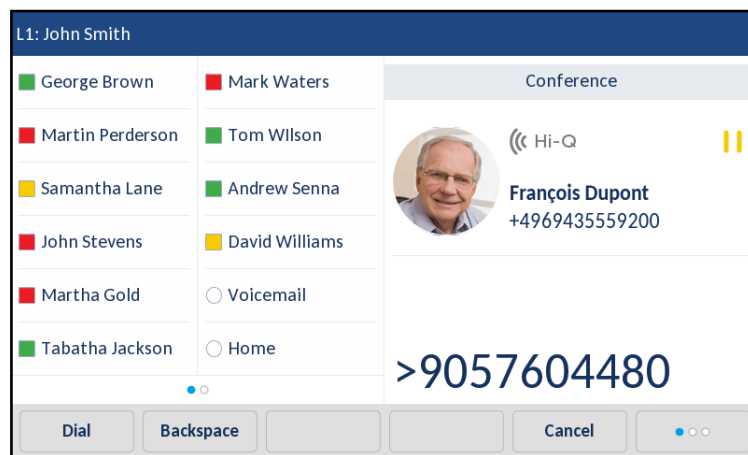 L1: John Smith
George Brown
Mark Waters
Martin Perderson
Tom WIlson
Samantha Lane
Andrew Senna
John Stevens
David Williams
Martha Gold
Voicemail
Tabatha Jackson
Home
Conference
Hi-Q
François Dupont
+4969435559200
>9057604480
Dial
Backspace
Cancel